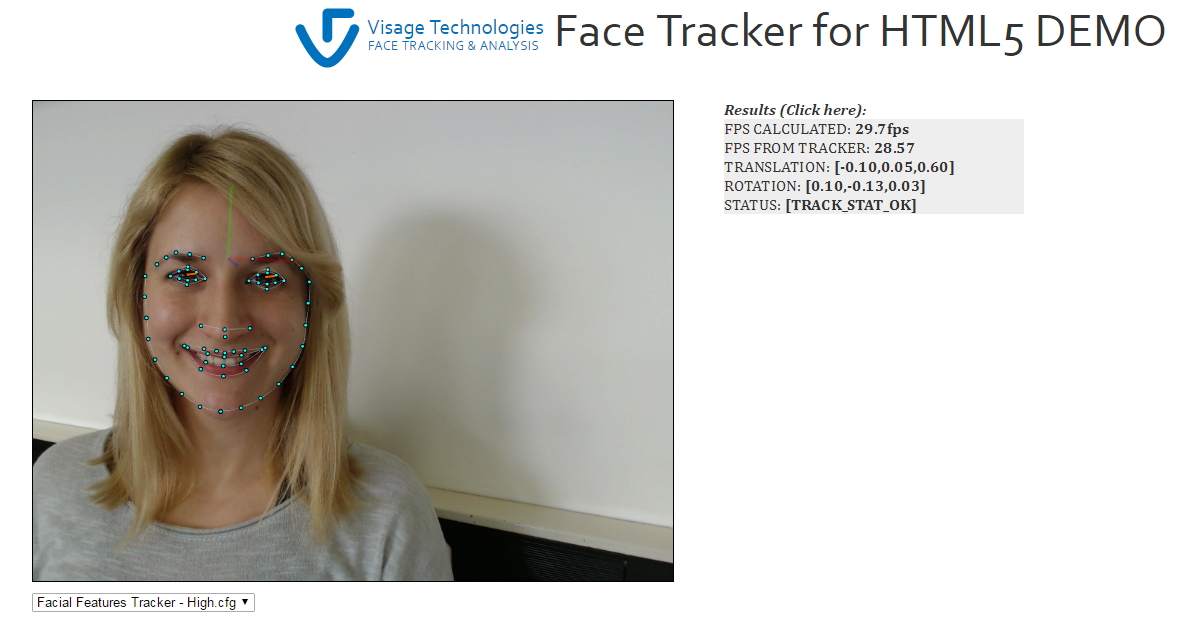 Visage Technologies
FACE TRACKING & ANALYSIS
Face Tracker for HTML5 DEMO
Results (Click here):
FPS CALCULATED: 29.7fps
FPS FROM TRACKER: 28.57
TRANSLATION: [-0.10,0.05,0.60]
ROTATION: [0.10,-0.13,0.03]
STATUS: [TRACK_STAT_OK]
Facial Features Tracker - High.cfg